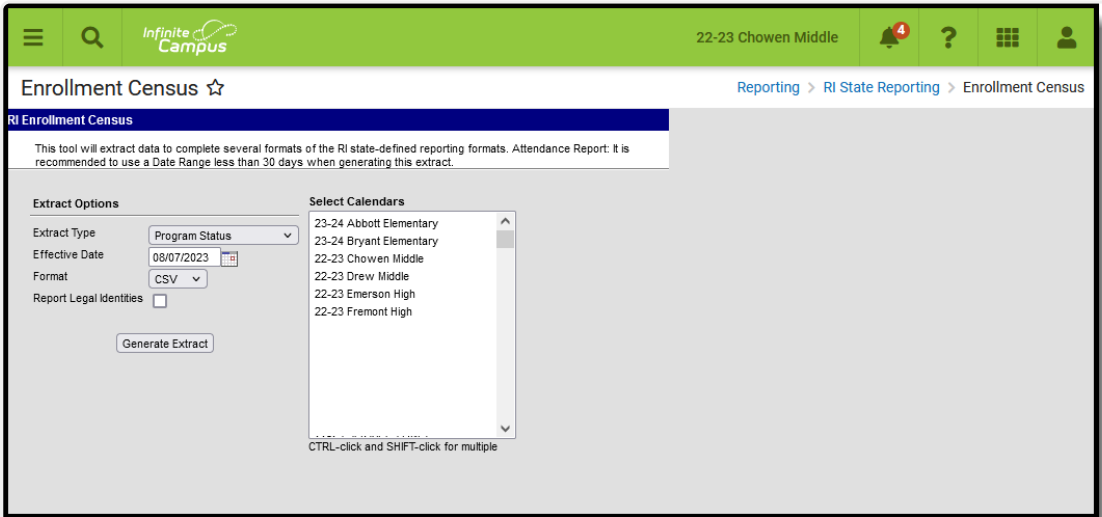 Infinite
Campus
22-23 Chowen Middle
4
?
Enrollment Census
Reporting > RI State Reporting > Enrollment Census
RI Enrollment Census
This tool will extract data to complete several formats of the RI state-defined reporting formats. Attendance Report: It is
recommended to use a Date Range less than 30 days when generating this extract.
Extract Options
Extract Type
Program Status
Effective Date
08/07/2023
Format
CSV
Report Legal Identities
Generate Extract
Select Calendars
23-24 Abbott Elementary
23-24 Bryant Elementary
22-23 Chowen Middle
22-23 Drew Middle
22-23 Emerson High
22-23 Fremont High
CTRL-click and SHIFT-click for multiple